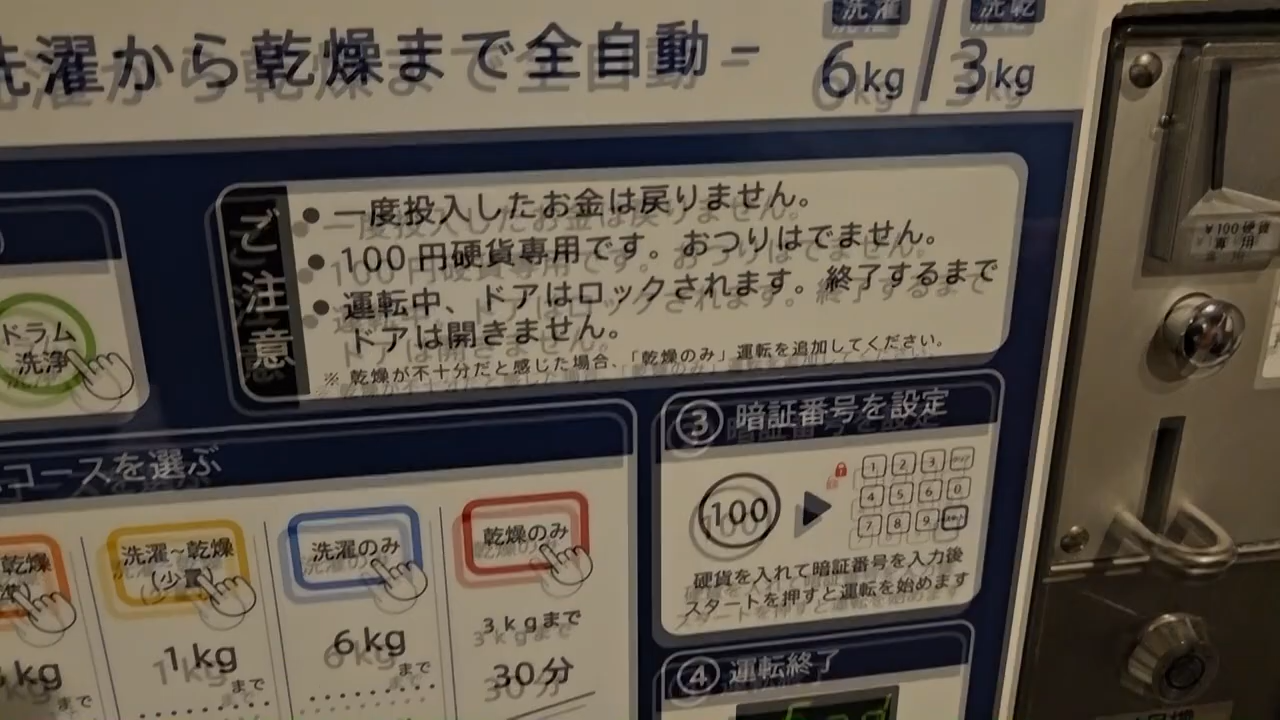 洗濯 洗乾
洗濯から乾燥まで全自動－ 6kg / 3kg
ご注意
●一度投入したお金は戻りません。
●100円硬貨専用です。おつりはでません。
●運転中、ドアはロックされます。終了するまで
ドアは開きません。
※ 乾燥が不十分だと感じた場合、「乾燥のみ」運転を追加してください。
¥100硬貨
専用
ドラム
洗浄
コースを選ぶ
乾燥
洗濯~乾燥
(少量)
1kg
まで
洗濯のみ
6kg
まで
乾燥のみ
3kgまで
30分
kg
まで
③ 暗証番号を設定
100
1 2 3
4 5 6 0
7 8 9
硬貨を入れて暗証番号を入力後
スタートを押すと運転を始めます
④ 運転終了
End